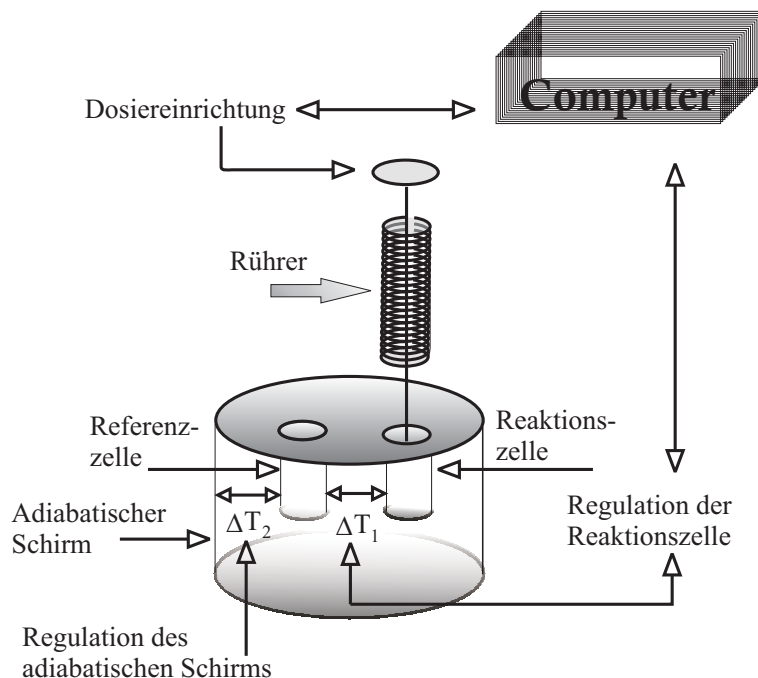 Computer
Dosiereinrichtung
Rührer
Referenz-
zelle
Reaktions-
zelle
Adiabatischer
Schirm
ΔT₂
ΔT₁
Regulation der
Reaktionszelle
Regulation des
adiabatischen Schirms